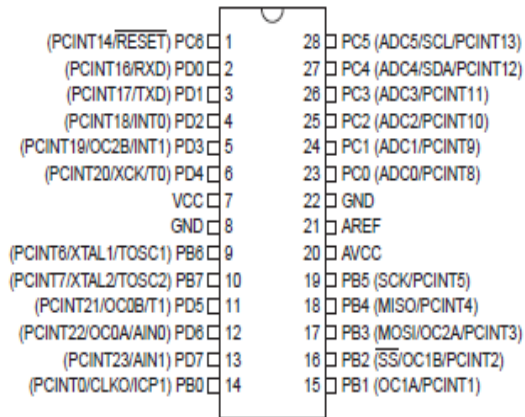 (PCINT14/RESET) PC6 1 28 PC5 (ADC5/SCL/PCINT13)
(PCINT16/RXD) PD0 2 27 PC4 (ADC4/SDA/PCINT12)
(PCINT17/TXD) PD1 3 26 PC3 (ADC3/PCINT11)
(PCINT18/INT0) PD2 4 25 PC2 (ADC2/PCINT10)
(PCINT19/OC2B/INT1) PD3 5 24 PC1 (ADC1/PCINT9)
(PCINT20/XCK/T0) PD4 6 23 PC0 (ADC0/PCINT8)
VCC 7 22 GND
GND 8 21 AREF
(PCINT6/XTAL1/TOSC1) PB6 9 20 AVCC
(PCINT7/XTAL2/TOSC2) PB7 10 19 PB5 (SCK/PCINT5)
(PCINT21/OC0B/T1) PD5 11 18 PB4 (MISO/PCINT4)
(PCINT22/OC0A/AIN0) PD6 12 17 PB3 (MOSI/OC2A/PCINT3)
(PCINT23/AIN1) PD7 13 16 PB2 (SS/OC1B/PCINT2)
(PCINT0/CLKO/ICP1) PB0 14 15 PB1 (OC1A/PCINT1)